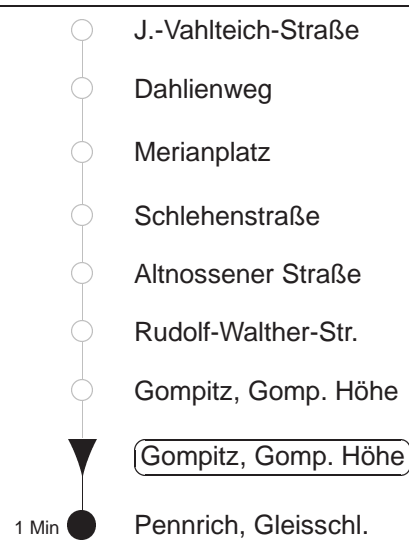 J.-Vahlteich-Straße
Dahlienweg
Merianplatz
Schlehenstraße
Altnossener Straße
Rudolf-Walther-Str.
Gompitz, Gomp. Höhe
Gompitz, Gomp. Höhe
1 Min Pennrich, Gleisschl.